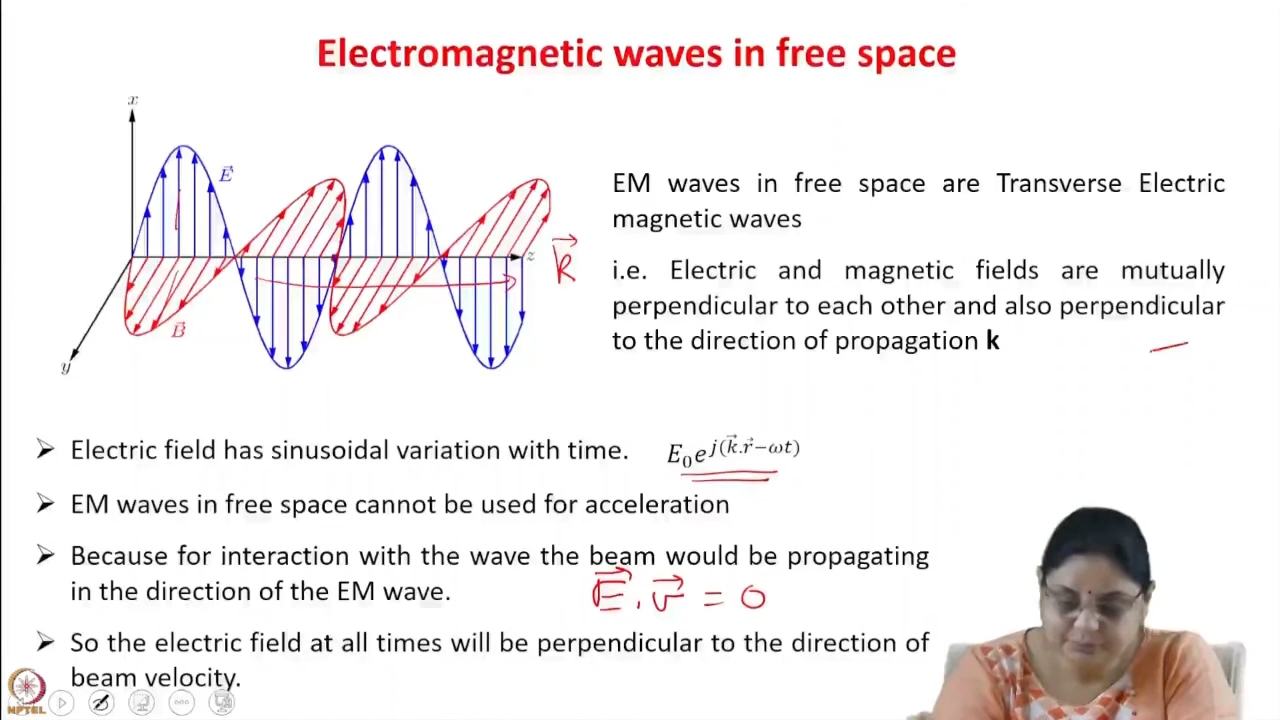 Electromagnetic waves in free space
x
E⃗
B⃗
y
z
k⃗
EM waves in free space are Transverse Electric
magnetic waves
i.e. Electric and magnetic fields are mutually
perpendicular to each other and also perpendicular
to the direction of propagation k
➢ Electric field has sinusoidal variation with time. E₀e^{j(k⃗.r⃗−ωt)}
➢ EM waves in free space cannot be used for acceleration
➢ Because for interaction with the wave the beam would be propagating
in the direction of the EM wave.
E⃗.v⃗ = 0
➢ So the electric field at all times will be perpendicular to the direction of
beam velocity.
NPTEL